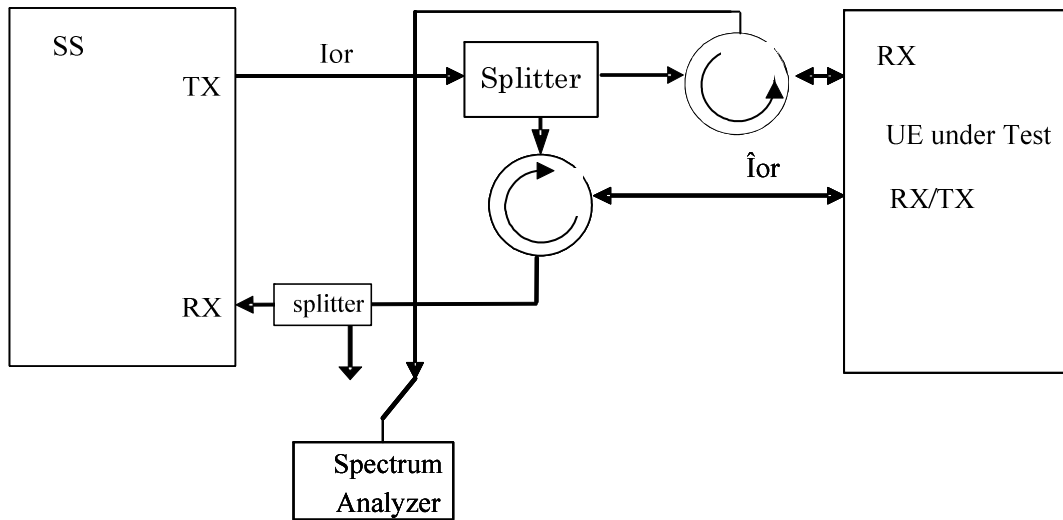 SS
TX
Ior
Splitter
RX
UE under Test
Îor
RX/TX
RX
splitter
Spectrum
Analyzer